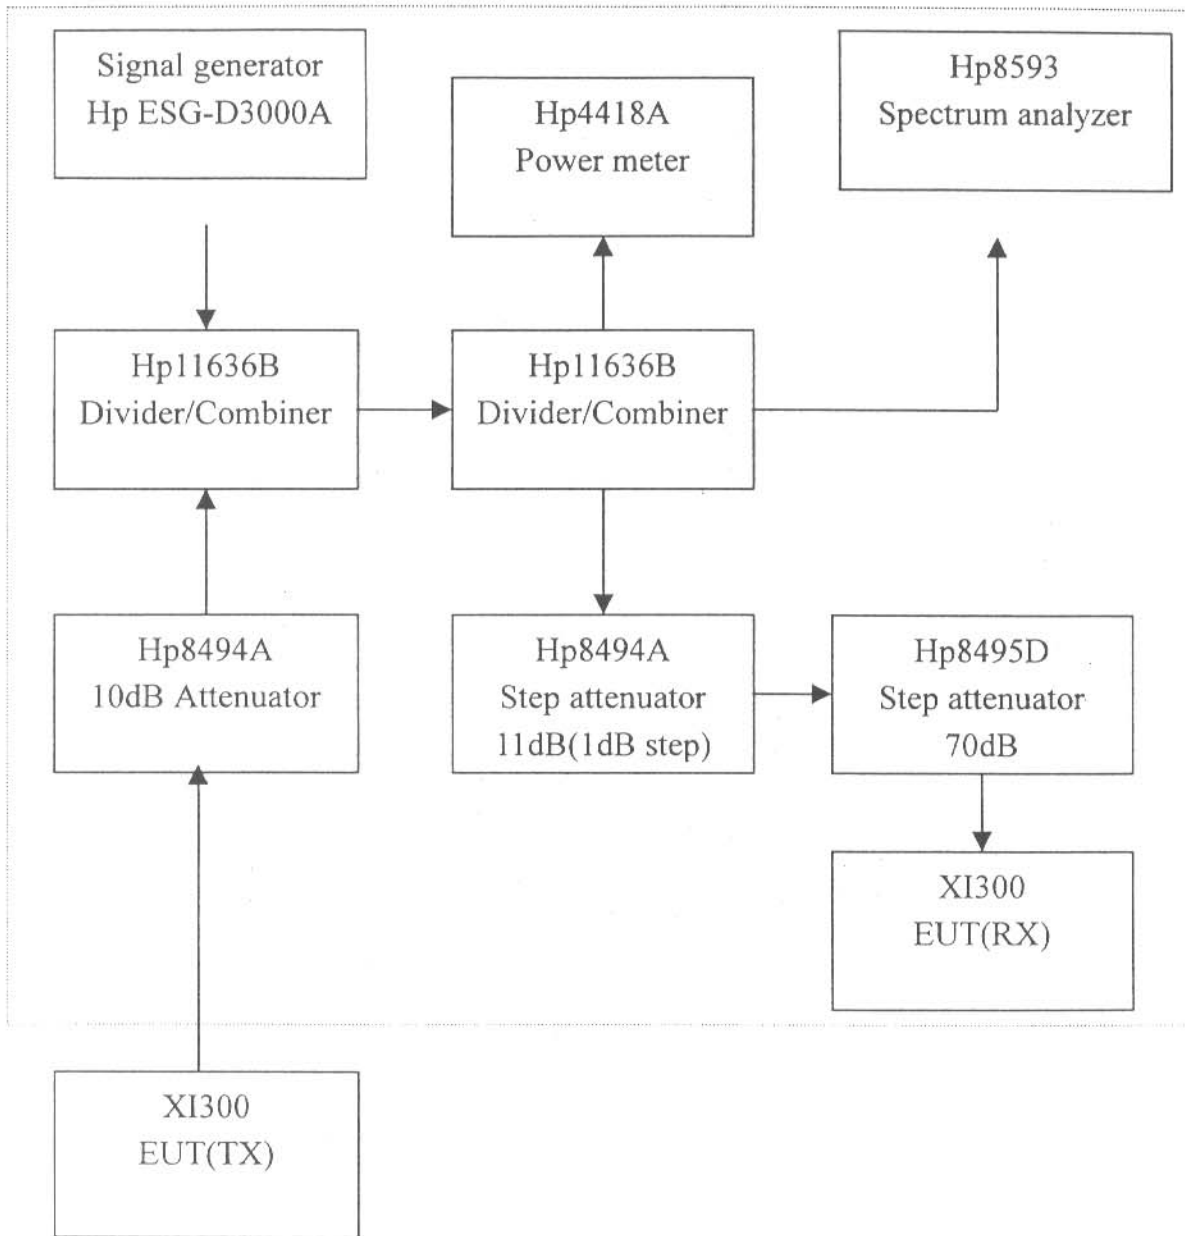 Signal generator
Hp ESG-D3000A
Hp4418A
Power meter
Hp8593
Spectrum analyzer
Hp11636B
Divider/Combiner
Hp11636B
Divider/Combiner
Hp8494A
10dB Attenuator
Hp8494A
Step attenuator
11dB(1dB step)
Hp8495D
Step attenuator
70dB
XI300
EUT(RX)
XI300
EUT(TX)